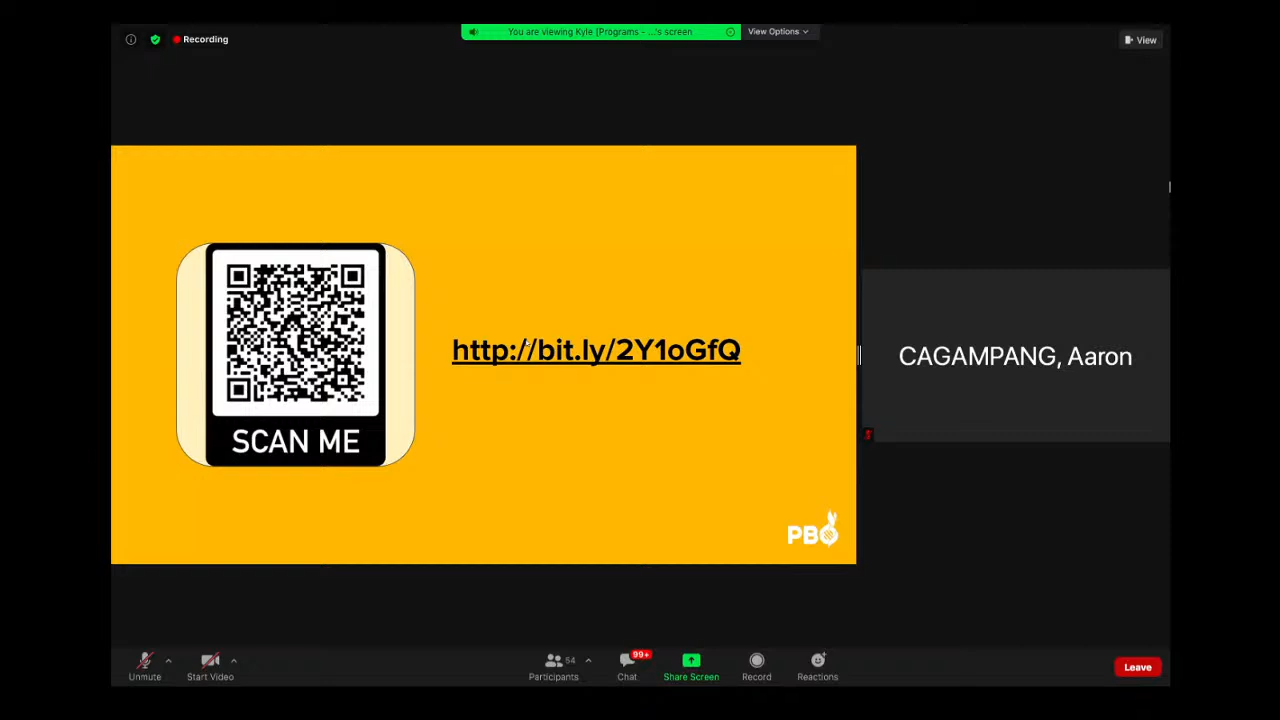 Recording
You are viewing Kyle [Programs - ...'s screen
View Options
View
http://bit.ly/2Y1oGfQ
SCAN ME
CAGAMPANG, Aaron
PBO
Unmute
Start Video
54
Participants
99+
Chat
Share Screen
Record
Reactions
Leave